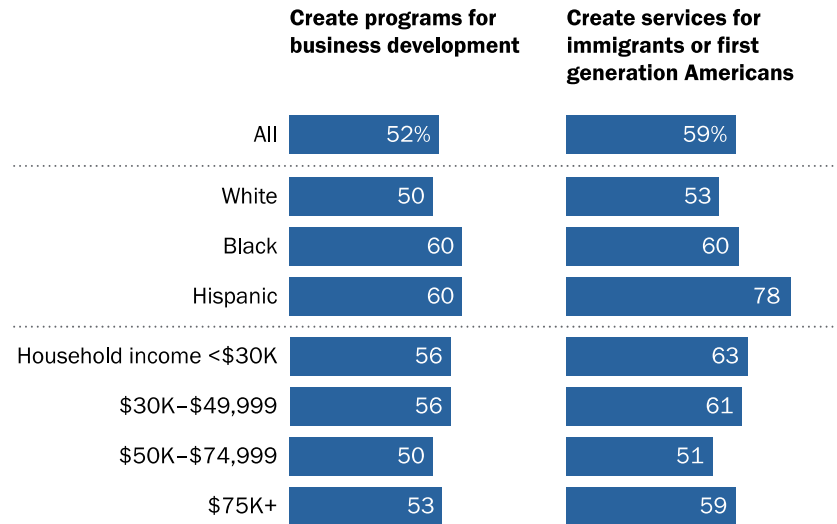 Create programs for
business development
Create services for
immigrants or first
generation Americans
All 52% 59%
White 50 53
Black 60 60
Hispanic 60 78
Household income <$30K 56 63
$30K–$49,999 56 61
$50K–$74,999 50 51
$75K+ 53 59